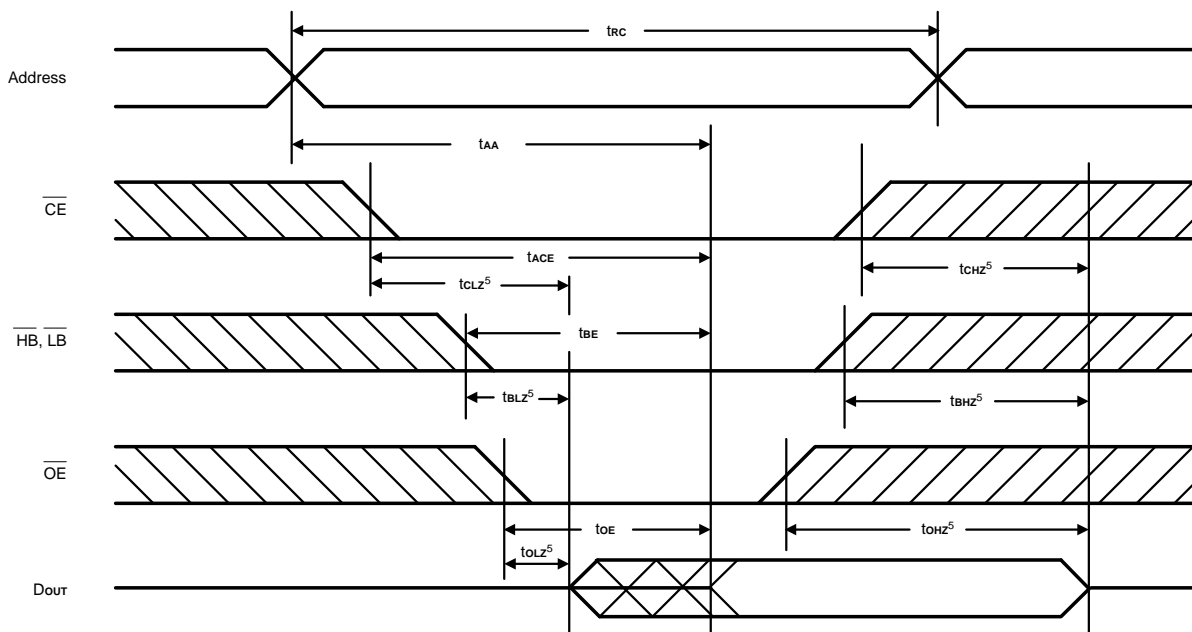 tRC
Address
tAA
CE
tACE
tCHZ5
tCLZ5
HB, LB
tBE
tBLZ5
tBHZ5
OE
tOE
tOHZ5
tOLZ5
DOUT